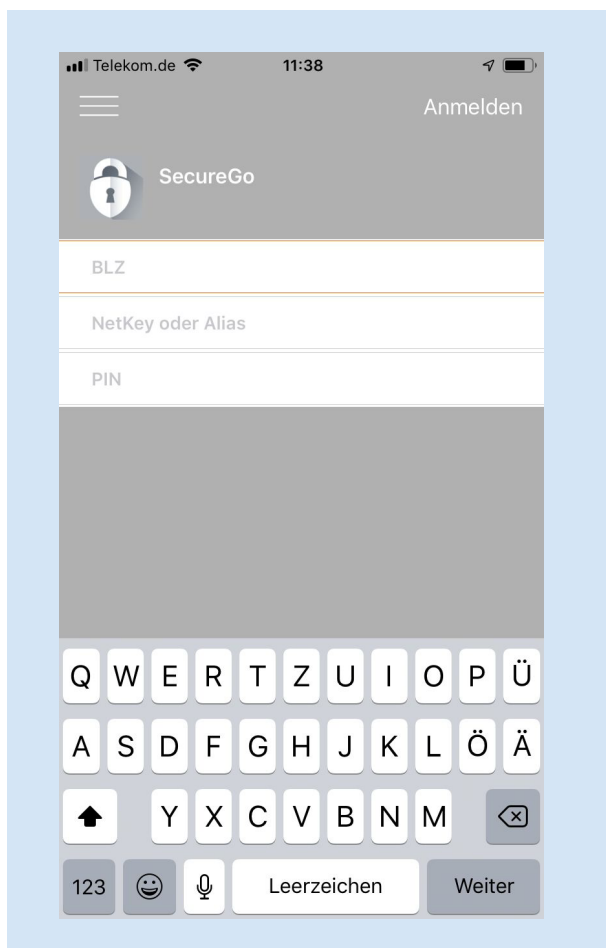 Telekom.de 11:38
Anmelden
SecureGo
BLZ
NetKey oder Alias
PIN
Q W E R T Z U I O P Ü
A S D F G H J K L Ö Ä
Y X C V B N M
123 Leerzeichen Weiter